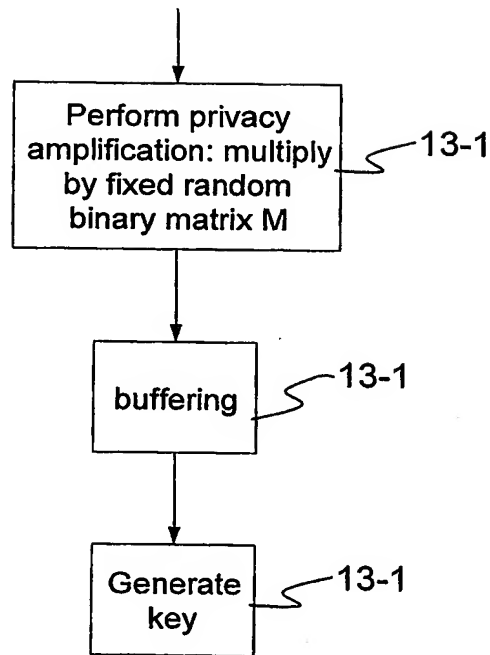 Perform privacy
amplification: multiply
by fixed random
binary matrix M
13-1
buffering
13-1
Generate
key
13-1